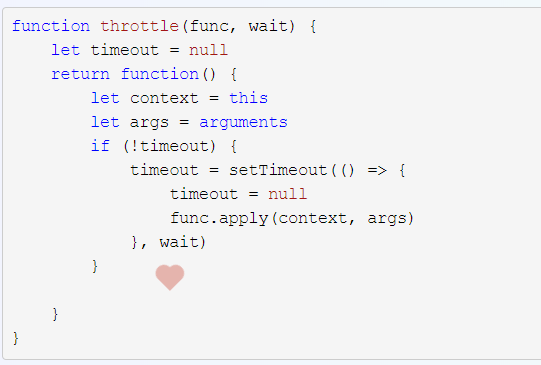 function throttle(func, wait) {
    let timeout = null
    return function() {
        let context = this
        let args = arguments
        if (!timeout) {
            timeout = setTimeout(() => {
                timeout = null
                func.apply(context, args)
            }, wait)
        }
    }
}